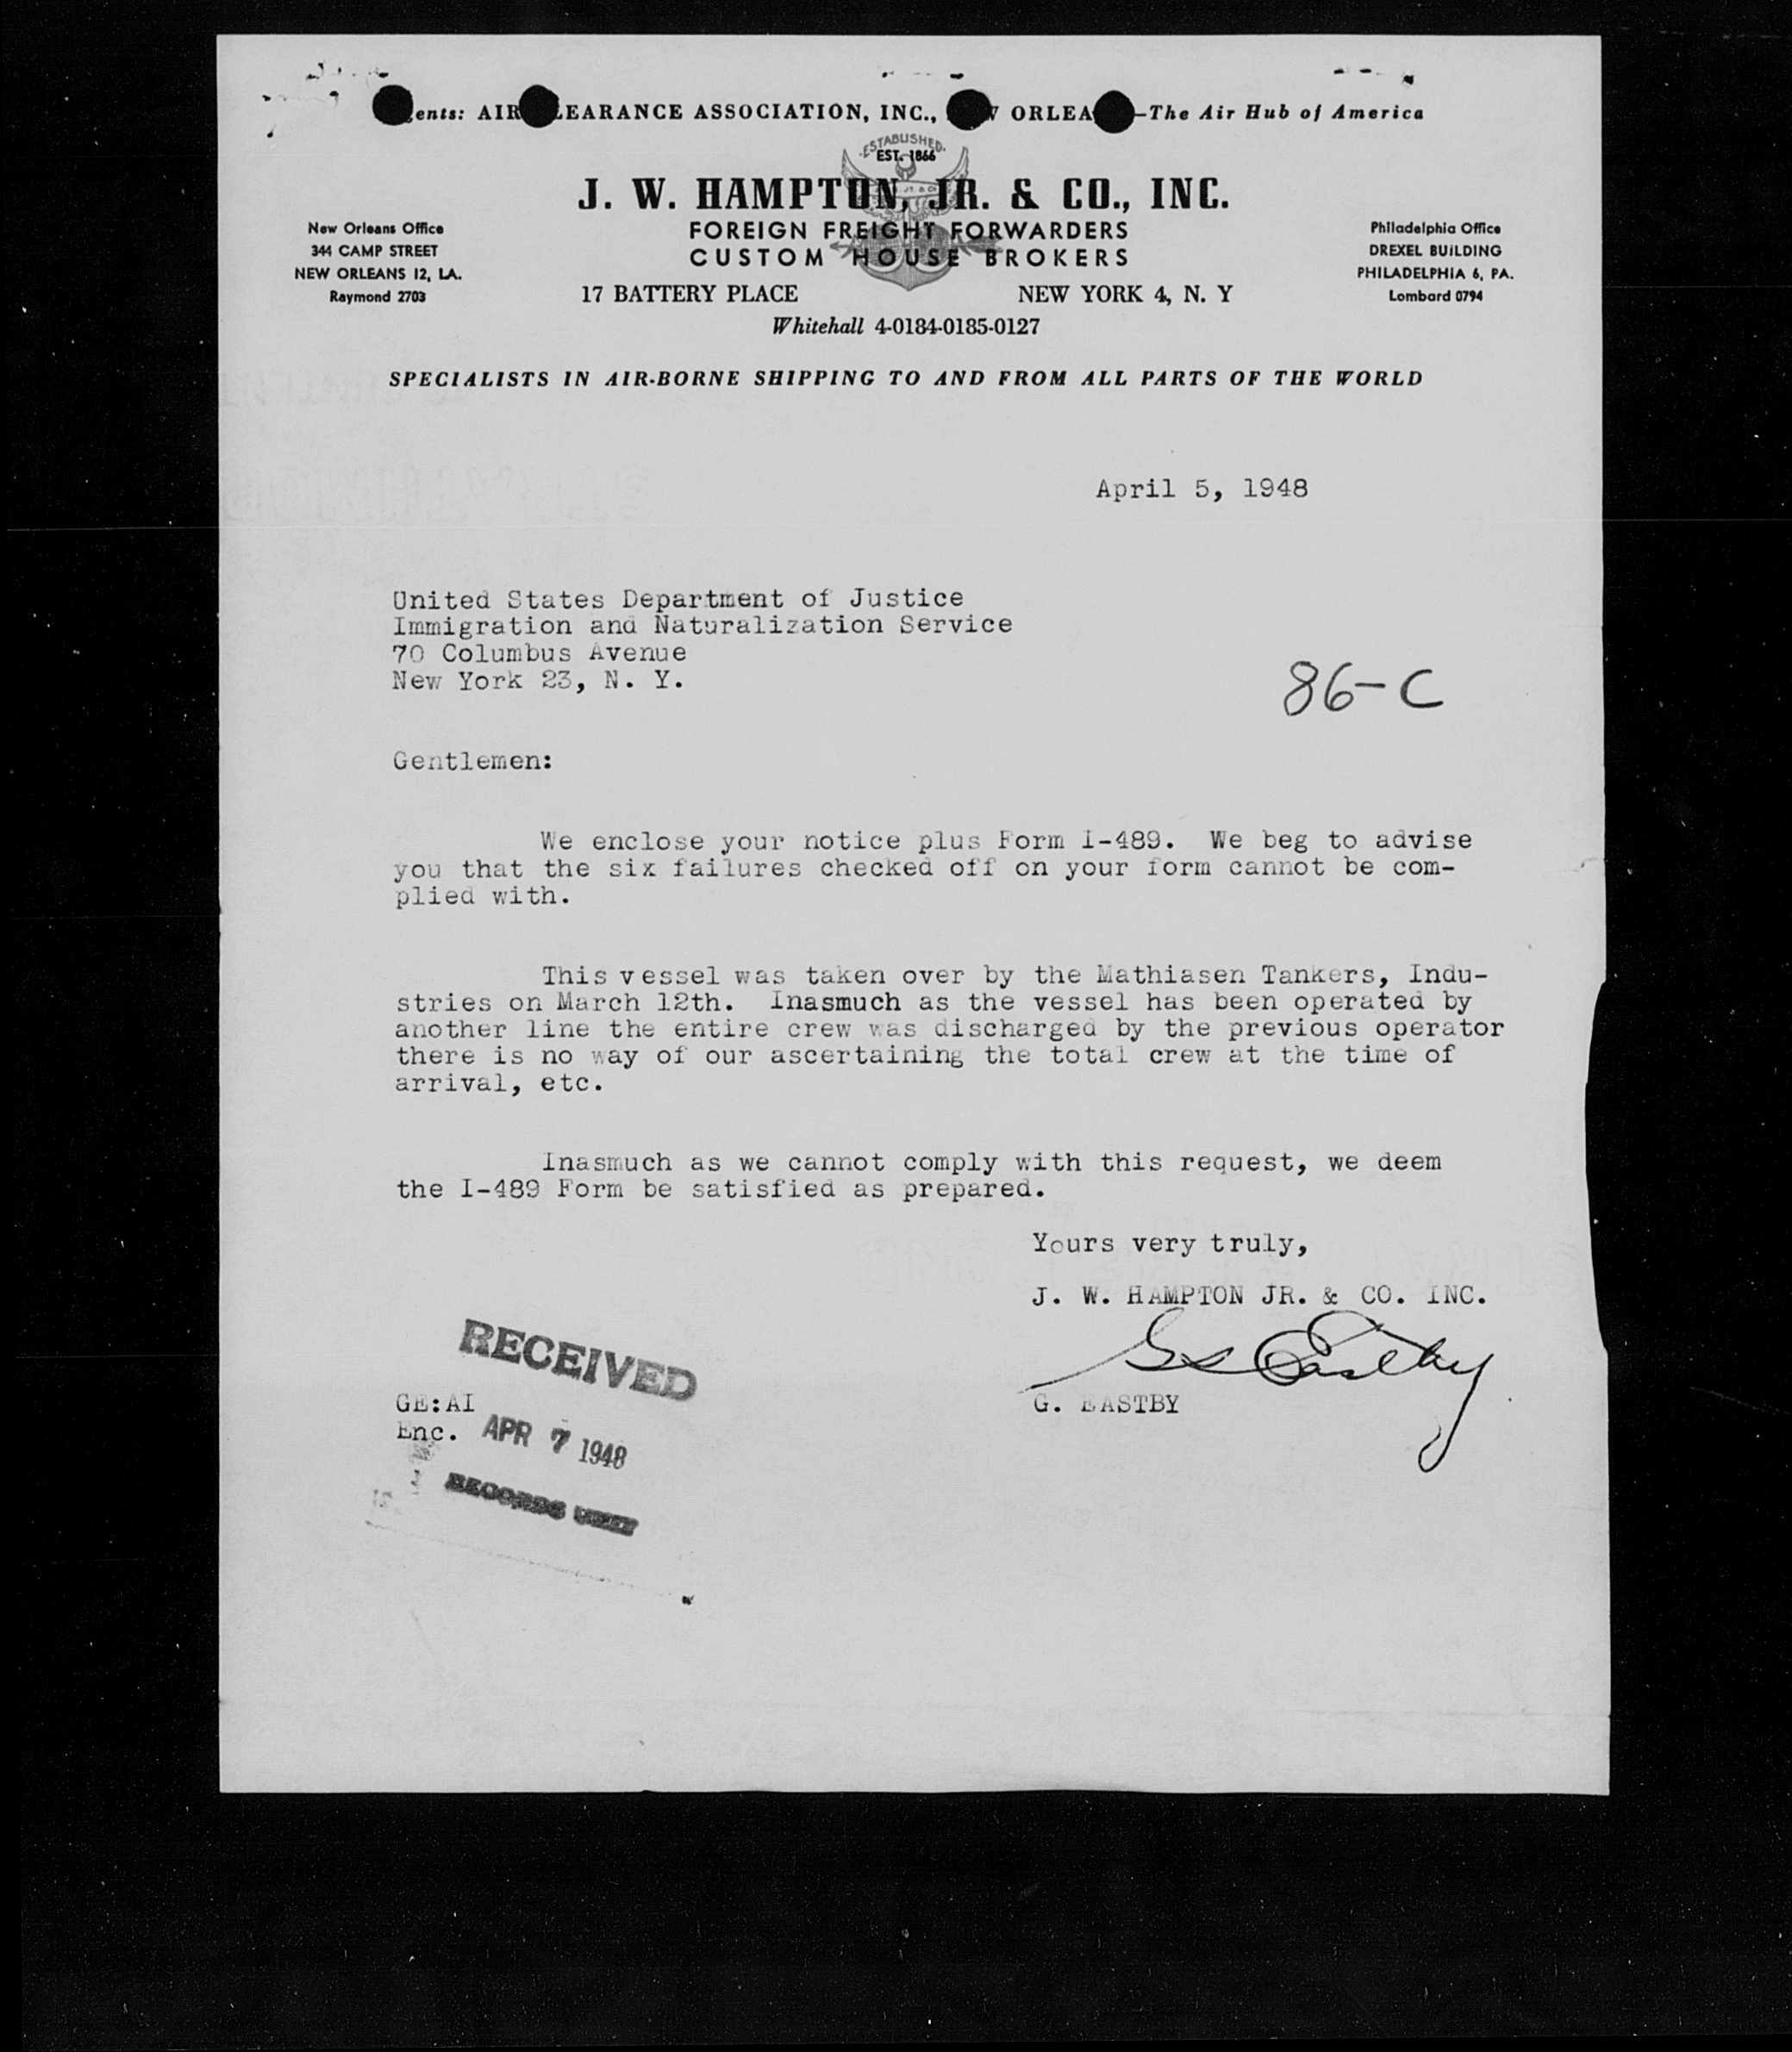 ents: AIR LEARANCE ASSOCIATION, INC., W ORLEA —The Air Hub of America
ESTABLISHED
EST. 1866
J. W. HAMPTON, JR. & CO., INC.
FOREIGN FREIGHT FORWARDERS
CUSTOM HOUSE BROKERS
17 BATTERY PLACE NEW YORK 4, N. Y
Whitehall 4-0184-0185-0127
New Orleans Office
344 CAMP STREET
NEW ORLEANS 12, LA.
Raymond 2703
Philadelphia Office
DREXEL BUILDING
PHILADELPHIA 6, PA.
Lombard 0794
SPECIALISTS IN AIR-BORNE SHIPPING TO AND FROM ALL PARTS OF THE WORLD
April 5, 1948
United States Department of Justice
Immigration and Naturalization Service
70 Columbus Avenue
New York 23, N. Y.
86-C
Gentlemen:
We enclose your notice plus Form I-489. We beg to advise
you that the six failures checked off on your form cannot be com-
plied with.
This vessel was taken over by the Mathiasen Tankers, Indu-
stries on March 12th. Inasmuch as the vessel has been operated by
another line the entire crew was discharged by the previous operator
there is no way of our ascertaining the total crew at the time of
arrival, etc.
Inasmuch as we cannot comply with this request, we deem
the I-489 Form be satisfied as prepared.
Yours very truly,
J. W. HAMPTON JR. & CO. INC.
G Eastby
G. EASTBY
GE:AI
Enc.
RECEIVED
APR 7 1948
RECORDS UNIT